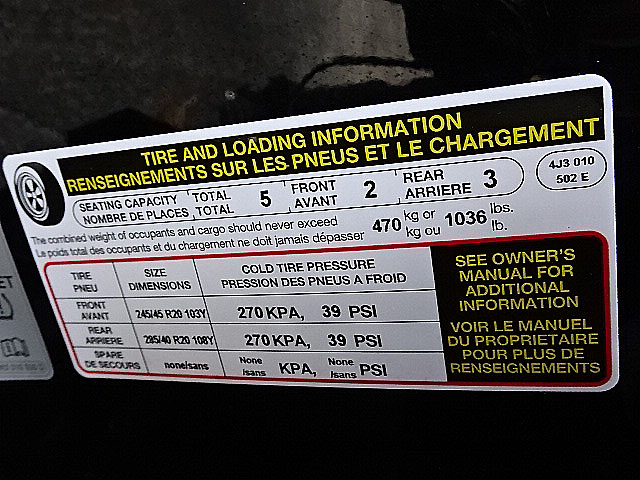 TIRE AND LOADING INFORMATION
RENSEIGNEMENTS SUR LES PNEUS ET LE CHARGEMENT
SEATING CAPACITY TOTAL 5 FRONT 2 REAR 3
NOMBRE DE PLACES TOTAL AVANT ARRIERE
4J3 010
502 E
The combined weight of occupants and cargo should never exceed 470 kg or 1036 lbs.
Le poids total des occupants et du chargement ne doit jamais dépasser kg ou lb.
TIRE SIZE COLD TIRE PRESSURE
PNEU DIMENSIONS PRESSION DES PNEUS A FROID
FRONT
AVANT 245/45 R20 103Y 270 KPA, 39 PSI
REAR
ARRIERE 285/40 R20 108Y 270 KPA, 39 PSI
SPARE
DE SECOURS none/sans None /sans KPA, None /sans PSI
SEE OWNER'S
MANUAL FOR
ADDITIONAL
INFORMATION
VOIR LE MANUEL
DU PROPRIETAIRE
POUR PLUS DE
RENSEIGNEMENTS